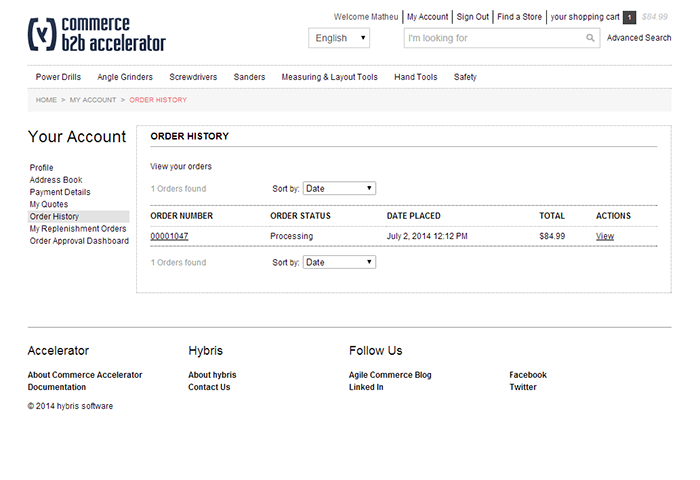 commerce
b2b accelerator
Welcome Matheu My Account Sign Out Find a Store your shopping cart 1 $84.99
English I'm looking for Advanced Search
Power Drills Angle Grinders Screwdrivers Sanders Measuring & Layout Tools Hand Tools Safety
HOME > MY ACCOUNT > ORDER HISTORY
Your Account
Profile
Address Book
Payment Details
My Quotes
Order History
My Replenishment Orders
Order Approval Dashboard
ORDER HISTORY
View your orders
1 Orders found Sort by: Date
ORDER NUMBER ORDER STATUS DATE PLACED TOTAL ACTIONS
00001047 Processing July 2, 2014 12:12 PM $84.99 View
1 Orders found Sort by: Date
Accelerator Hybris Follow Us
About Commerce Accelerator About hybris Agile Commerce Blog Facebook
Documentation Contact Us Linked In Twitter
© 2014 hybris software